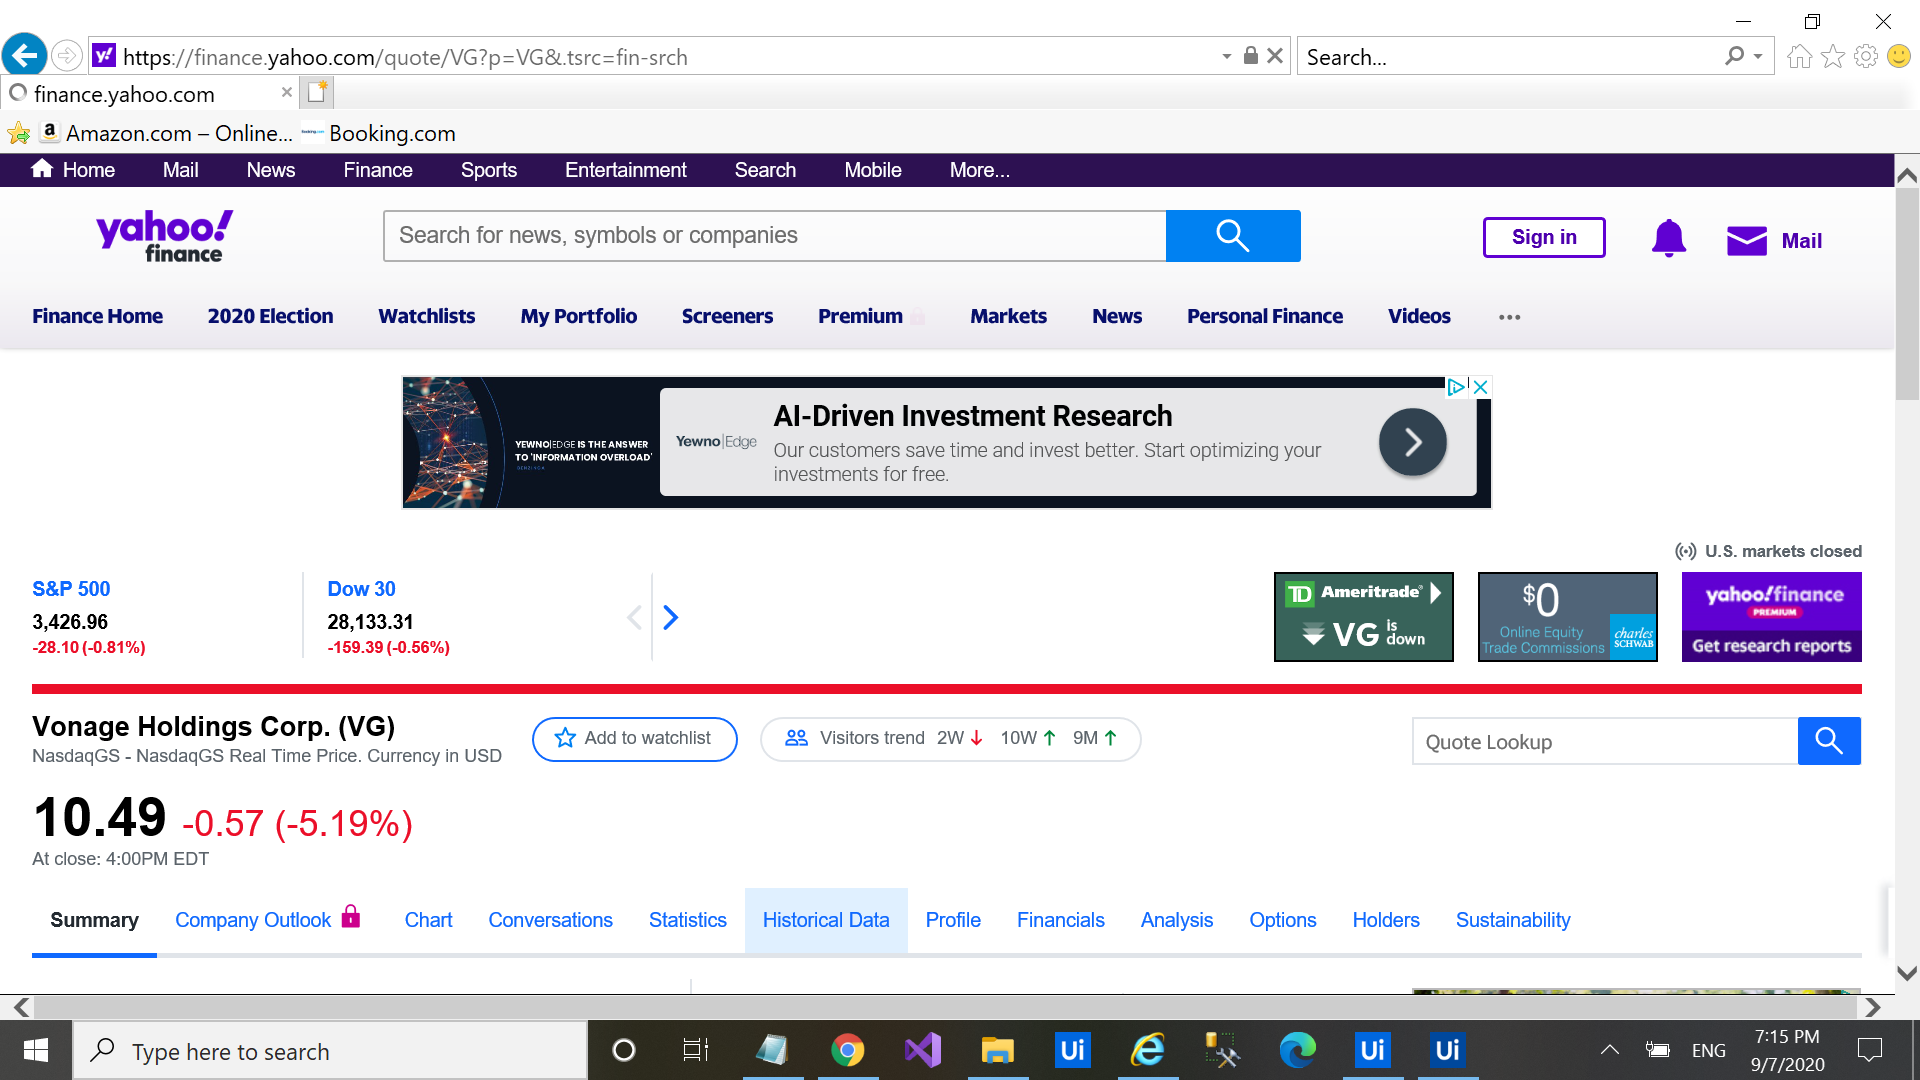 https://finance.yahoo.com/quote/VG?p=VG&.tsrc=fin-srch
Search...
finance.yahoo.com
Amazon.com – Online...
Booking.com
Home Mail News Finance Sports Entertainment Search Mobile More...
yahoo!
finance
Search for news, symbols or companies
Sign in
Mail
Finance Home 2020 Election Watchlists My Portfolio Screeners Premium Markets News Personal Finance Videos
YEWNO|EDGE IS THE ANSWER
TO 'INFORMATION OVERLOAD'
BENZINGA
Yewno|Edge
AI-Driven Investment Research
Our customers save time and invest better. Start optimizing your
investments for free.
U.S. markets closed
S&P 500
3,426.96
-28.10 (-0.81%)
Dow 30
28,133.31
-159.39 (-0.56%)
TD Ameritrade
VG is down
$0
Online Equity
Trade Commissions
charles
SCHWAB
yahoo!finance
PREMIUM
Get research reports
Vonage Holdings Corp. (VG)
NasdaqGS - NasdaqGS Real Time Price. Currency in USD
Add to watchlist
Visitors trend 2W ↓ 10W ↑ 9M ↑
Quote Lookup
10.49 -0.57 (-5.19%)
At close: 4:00PM EDT
Summary Company Outlook Chart Conversations Statistics Historical Data Profile Financials Analysis Options Holders Sustainability
Type here to search
Ui
Ui
Ui
ENG
7:15 PM
9/7/2020